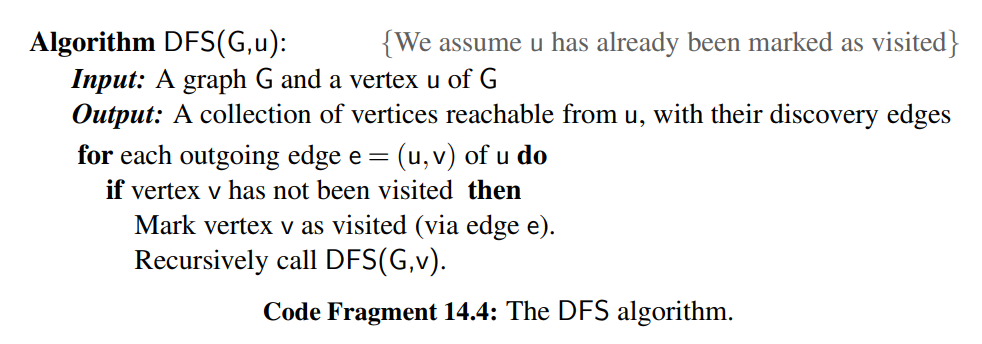 Algorithm DFS(G,u): {We assume u has already been marked as visited}
Input: A graph G and a vertex u of G
Output: A collection of vertices reachable from u, with their discovery edges
for each outgoing edge e = (u,v) of u do
if vertex v has not been visited then
Mark vertex v as visited (via edge e).
Recursively call DFS(G,v).
Code Fragment 14.4: The DFS algorithm.